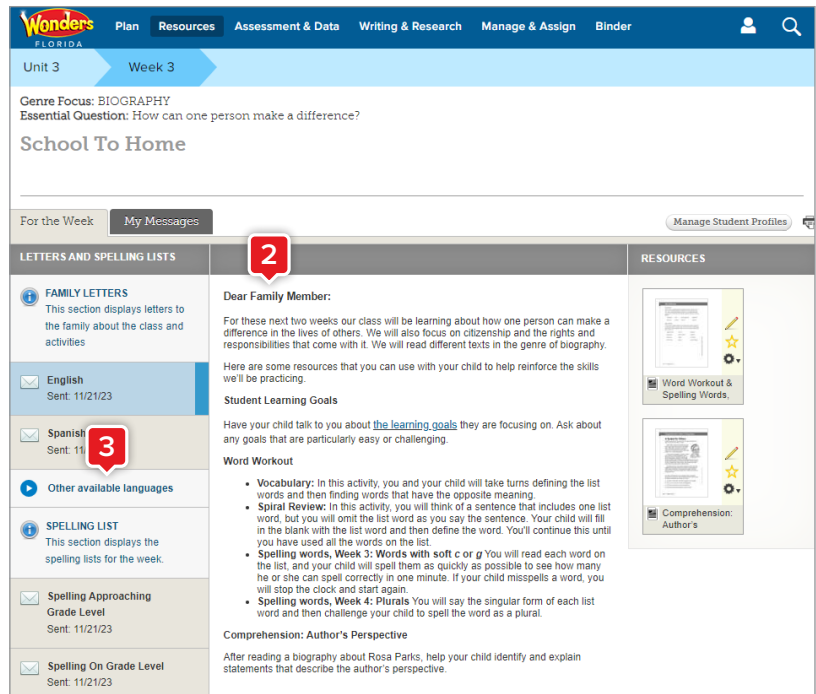 Wonders
FLORIDA
Plan Resources Assessment & Data Writing & Research Manage & Assign Binder
Unit 3 Week 3
Genre Focus: BIOGRAPHY
Essential Question: How can one person make a difference?
School To Home
For the Week My Messages Manage Student Profiles
LETTERS AND SPELLING LISTS
FAMILY LETTERS
This section displays letters to
the family about the class and
activities
English
Sent: 11/21/23
Spanish
Sent: 11/
3
Other available languages
SPELLING LIST
This section displays the
spelling lists for the week.
Spelling Approaching
Grade Level
Sent: 11/21/23
Spelling On Grade Level
Sent: 11/21/23
2
Dear Family Member:
For these next two weeks our class will be learning about how one person can make a
difference in the lives of others. We will also focus on citizenship and the rights and
responsibilities that come with it. We will read different texts in the genre of biography.
Here are some resources that you can use with your child to help reinforce the skills
we'll be practicing.
Student Learning Goals
Have your child talk to you about the learning goals they are focusing on. Ask about
any goals that are particularly easy or challenging.
Word Workout
• Vocabulary: In this activity, you and your child will take turns defining the list
words and then finding words that have the opposite meaning.
• Spiral Review: In this activity, you will think of a sentence that includes one list
word, but you will omit the list word as you say the sentence. Your child will fill
in the blank with the list word and then define the word. You'll continue this until
you have used all the words on the list.
• Spelling words, Week 3: Words with soft c or g You will read each word on
the list, and your child will spell them as quickly as possible to see how many
he or she can spell correctly in one minute. If your child misspells a word, you
will stop the clock and start again.
• Spelling words, Week 4: Plurals You will say the singular form of each list
word and then challenge your child to spell the word as a plural.
Comprehension: Author's Perspective
After reading a biography about Rosa Parks, help your child identify and explain
statements that describe the author's perspective.
RESOURCES
Word Workout &
Spelling Words,
Comprehension:
Author's